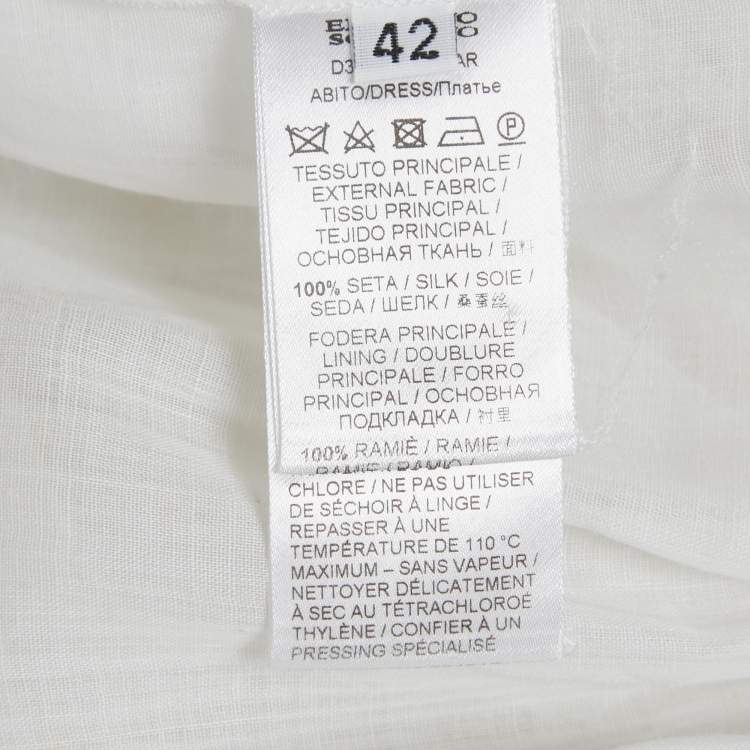 42
ABITO/DRESS/Платье
TESSUTO PRINCIPALE /
EXTERNAL FABRIC /
TISSU PRINCIPAL /
TEJIDO PRINCIPAL /
ОСНОВНАЯ ТКАНЬ / 面料
100% SETA / SILK / SOIE /
SEDA / ШЕЛК / 桑蚕丝
FODERA PRINCIPALE /
LINING / DOUBLURE
PRINCIPALE / FORRO
PRINCIPAL / ОСНОВНАЯ
ПОДКЛАДКА / 衬里
100% RAMIÈ / RAMIE /
RAMIE / RAMIO /
CHLORE / NE PAS UTILISER
DE SÉCHOIR À LINGE /
REPASSER À UNE
TEMPÉRATURE DE 110 °C
MAXIMUM – SANS VAPEUR /
NETTOYER DÉLICATEMENT
À SEC AU TÉTRACHLOROÉ
THYLÈNE / CONFIER À UN
PRESSING SPÉCIALISÉ